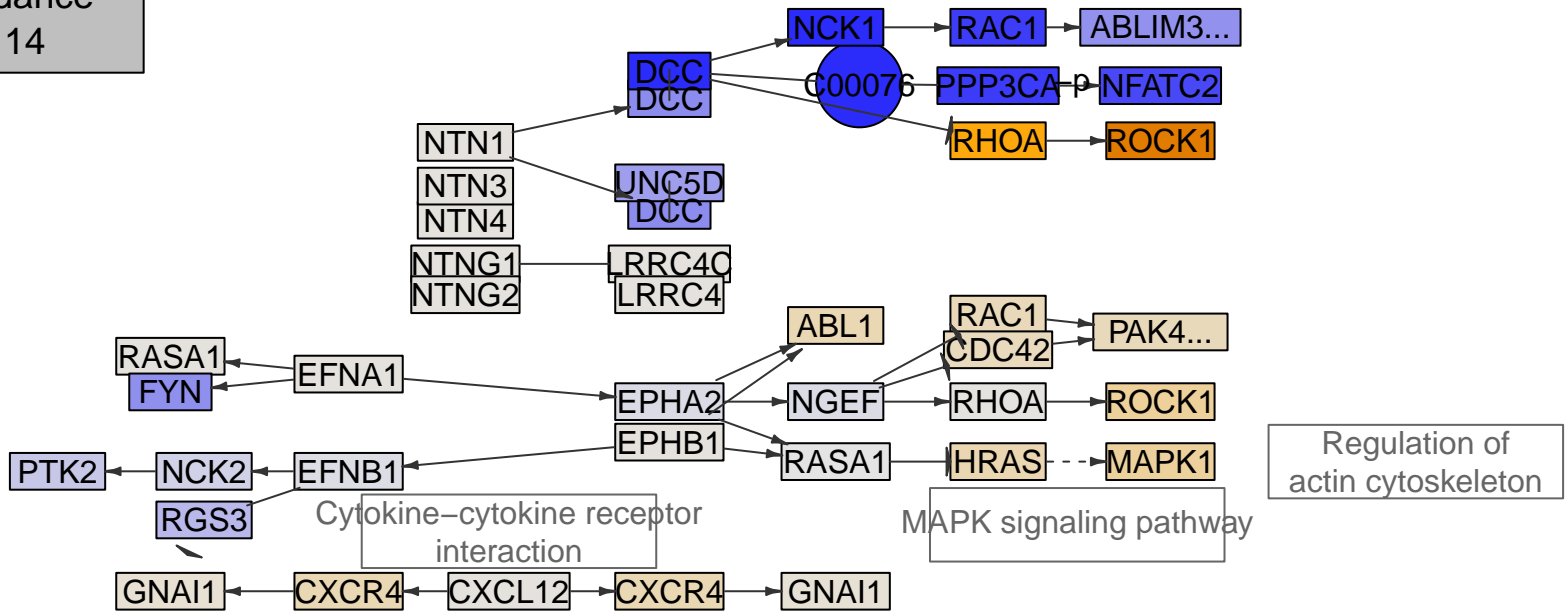 14
NCK1
RAC1
ABLIM3...
DCC
DCC
C00076
PPP3CA
–p
NFATC2
NTN1
RHOA
ROCK1
NTN3
UNC5D
NTN4
DCC
NTNG1
LRRC4C
NTNG2
LRRC4
ABL1
RAC1
PAK4...
RASA1
CDC42
EFNA1
FYN
EPHA2
NGEF
RHOA
ROCK1
EPHB1
RASA1
HRAS
MAPK1
PTK2
NCK2
EFNB1
Regulation of
actin cytoskeleton
RGS3
Cytokine–cytokine receptor
interaction
MAPK signaling pathway
GNAI1
CXCR4
CXCL12
CXCR4
GNAI1